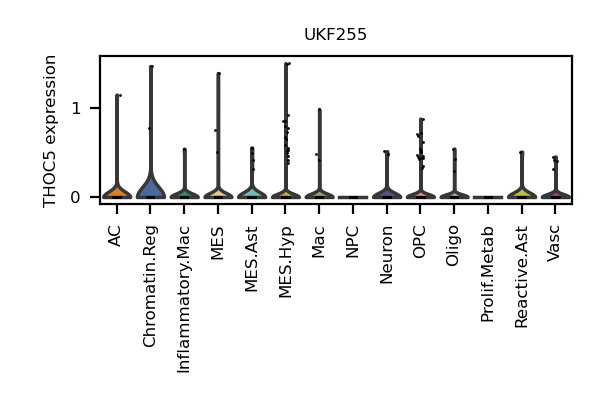 UKF255
THOC5 expression
1
0
AC
Chromatin.Reg
Inflammatory.Mac
MES
MES.Ast
MES.Hyp
Mac
NPC
Neuron
OPC
Oligo
Prolif.Metab
Reactive.Ast
Vasc